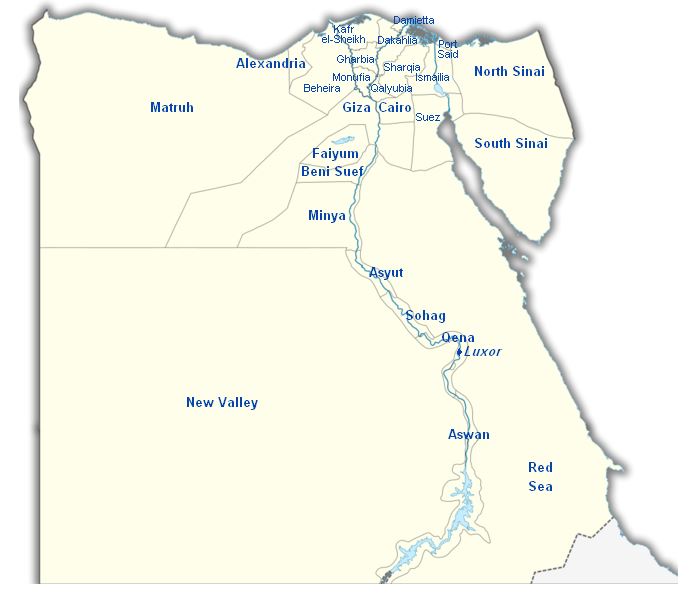 Damietta
Kafr
el-Sheikh
Dakahlia
Port
Said
Alexandria
Gharbia
Sharqia
North Sinai
Monufia
Ismailia
Beheira
Qalyubia
Matruh
Giza
Cairo
Suez
South Sinai
Faiyum
Beni Suef
Minya
Asyut
Sohag
Qena
Luxor
New Valley
Aswan
Red
Sea